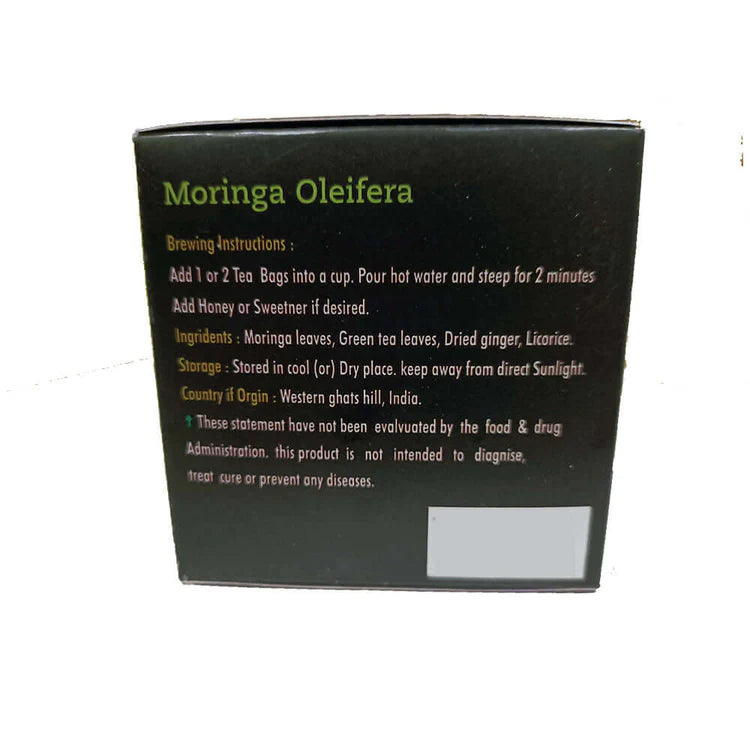 Moringa Oleifera
Brewing Instructions :
Add 1 or 2 Tea Bags into a cup. Pour hot water and steep for 2 minutes
Add Honey or Sweetner if desired.
Ingridents : Moringa leaves, Green tea leaves, Dried ginger, Licorice.
Storage : Stored in cool (or) Dry place. keep away from direct Sunlight.
Country if Orgin : Western ghats hill, India.
↑ These statement have not been evalvuated by the food & drug
Administration. this product is not intended to diagnise,
treat cure or prevent any diseases.